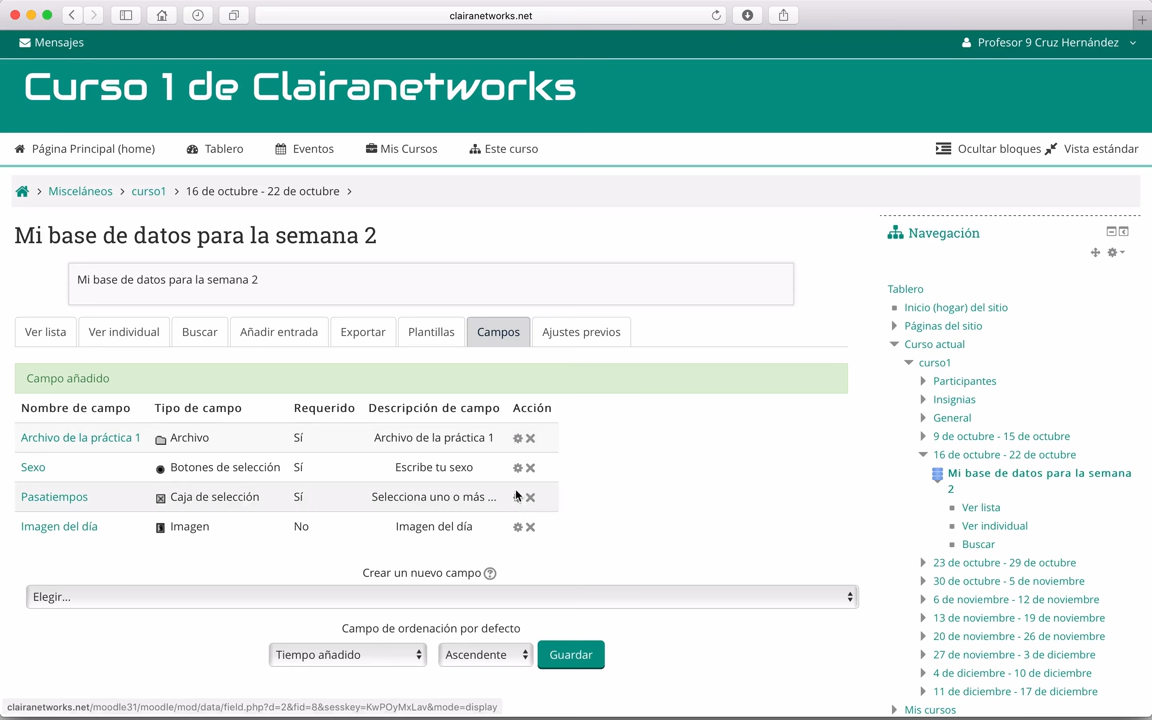 clairanetworks.net
Mensajes
Profesor 9 Cruz Hernández
Curso 1 de Clairanetworks
Página Principal (home) Tablero Eventos Mis Cursos Este curso Ocultar bloques Vista estándar
Misceláneos curso1 16 de octubre - 22 de octubre
Mi base de datos para la semana 2
Mi base de datos para la semana 2
Ver lista Ver individual Buscar Añadir entrada Exportar Plantillas Campos Ajustes previos
Campo añadido
Nombre de campo Tipo de campo Requerido Descripción de campo Acción
Archivo de la práctica 1 Archivo Sí Archivo de la práctica 1
Sexo Botones de selección Sí Escribe tu sexo
Pasatiempos Caja de selección Sí Selecciona uno o más ...
Imagen del día Imagen No Imagen del día
Crear un nuevo campo
Elegir...
Campo de ordenación por defecto
Tiempo añadido Ascendente Guardar
Navegación
Tablero
Inicio (hogar) del sitio
Páginas del sitio
Curso actual
curso1
Participantes
Insignias
General
9 de octubre - 15 de octubre
16 de octubre - 22 de octubre
Mi base de datos para la semana
2
Ver lista
Ver individual
Buscar
23 de octubre - 29 de octubre
30 de octubre - 5 de noviembre
6 de noviembre - 12 de noviembre
13 de noviembre - 19 de noviembre
20 de noviembre - 26 de noviembre
27 de noviembre - 3 de diciembre
4 de diciembre - 10 de diciembre
11 de diciembre - 17 de diciembre
Mis cursos
clairanetworks.net/moodle31/moodle/mod/data/field.php?d=2&fid=8&sesskey=KwPOyMxLav&mode=display